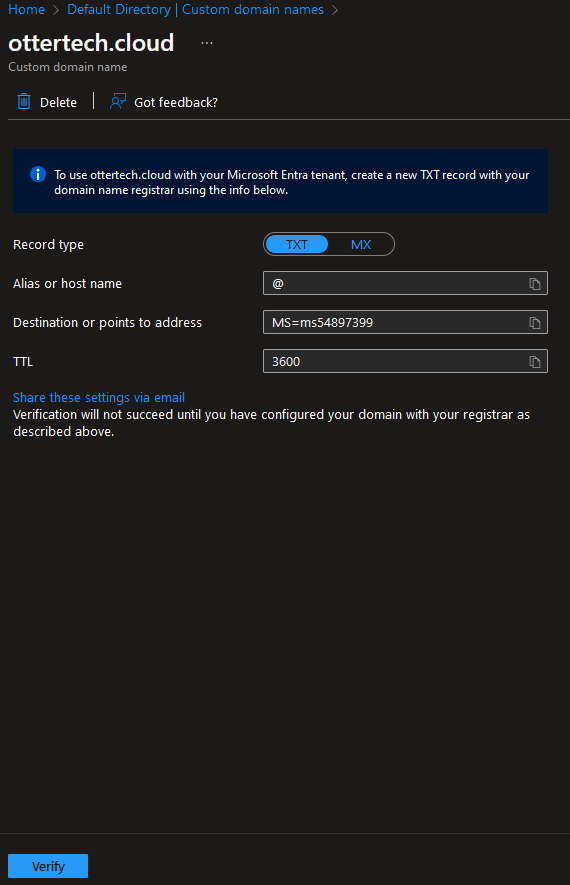 Home > Default Directory | Custom domain names >
ottertech.cloud ...
Custom domain name
Delete | Got feedback?
To use ottertech.cloud with your Microsoft Entra tenant, create a new TXT record with your
domain name registrar using the info below.
Record type TXT MX
Alias or host name @
Destination or points to address MS=ms54897399
TTL 3600
Share these settings via email
Verification will not succeed until you have configured your domain with your registrar as
described above.
Verify